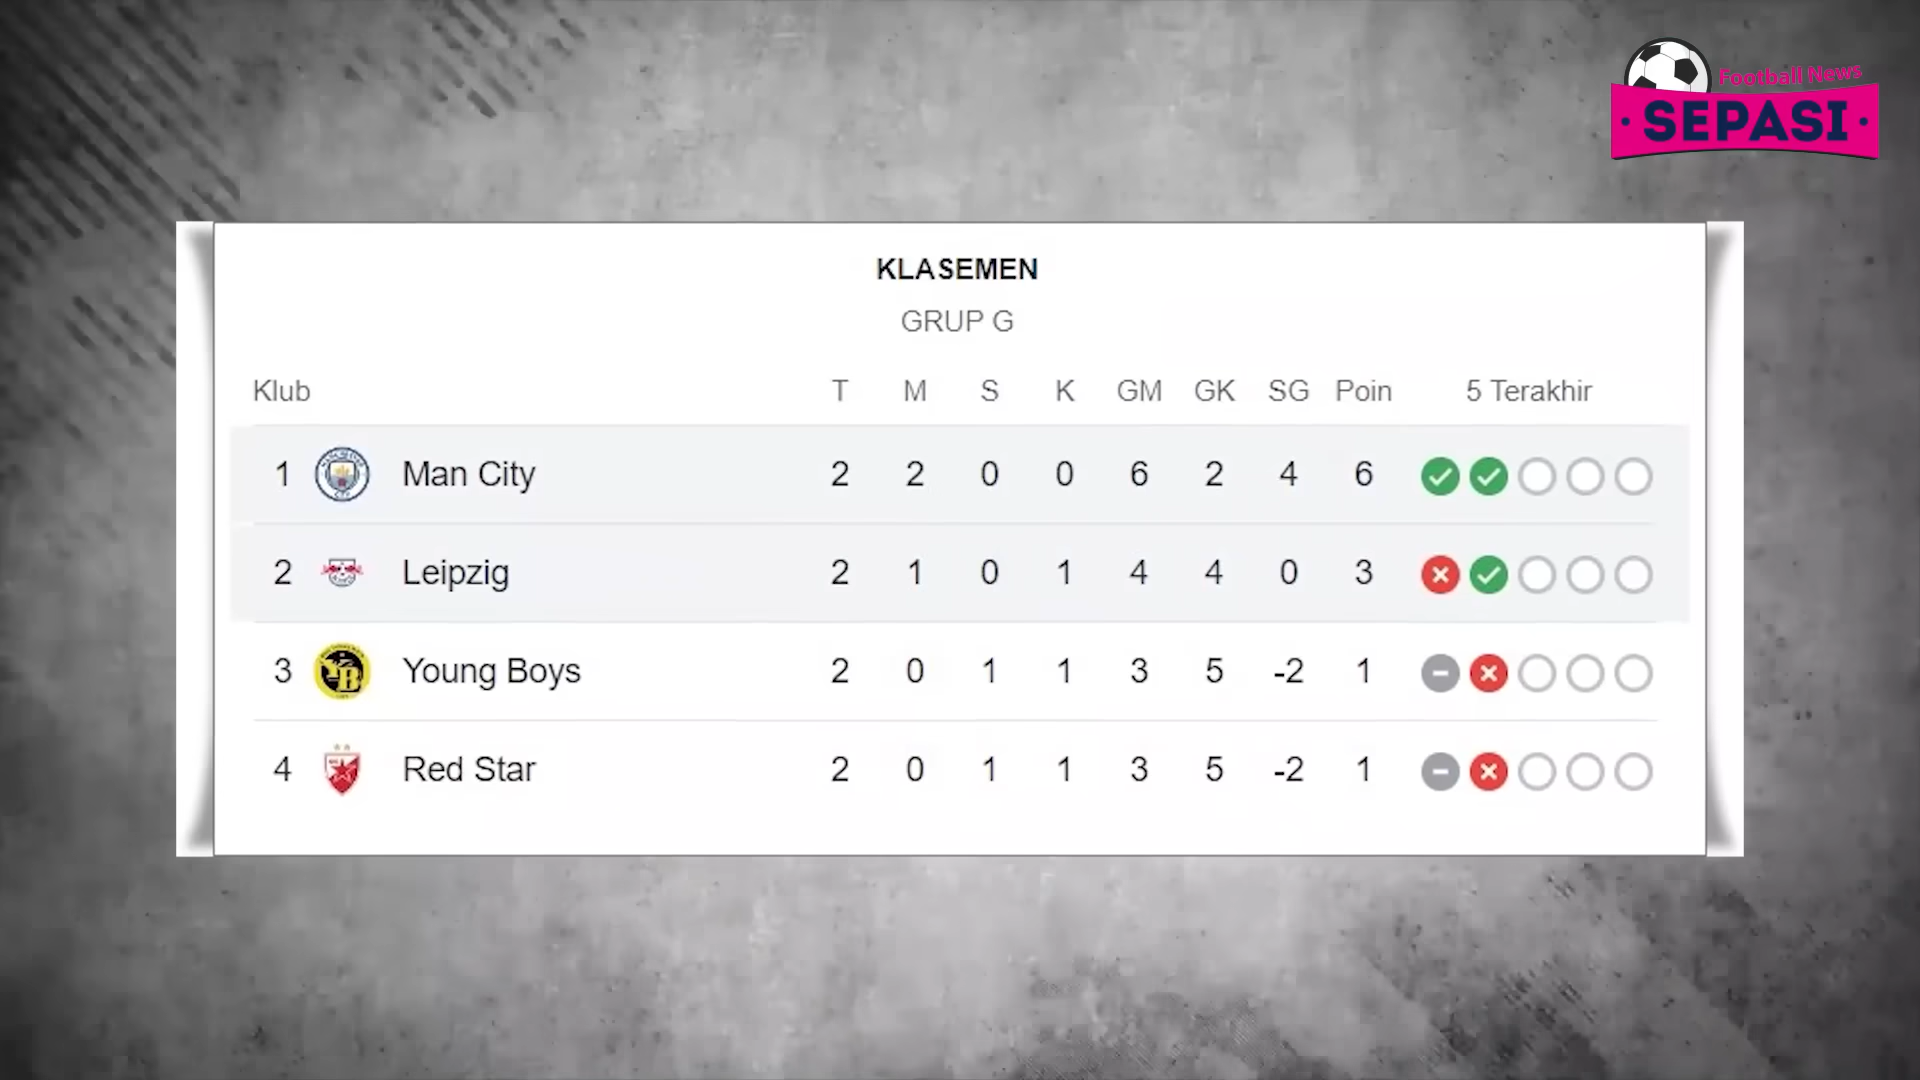 Football News
• SEPASI •
KLASEMEN
GRUP G
Klub T M S K GM GK SG Poin 5 Terakhir
1 Man City 2 2 0 0 6 2 4 6
2 Leipzig 2 1 0 1 4 4 0 3
3 Young Boys 2 0 1 1 3 5 -2 1
4 Red Star 2 0 1 1 3 5 -2 1